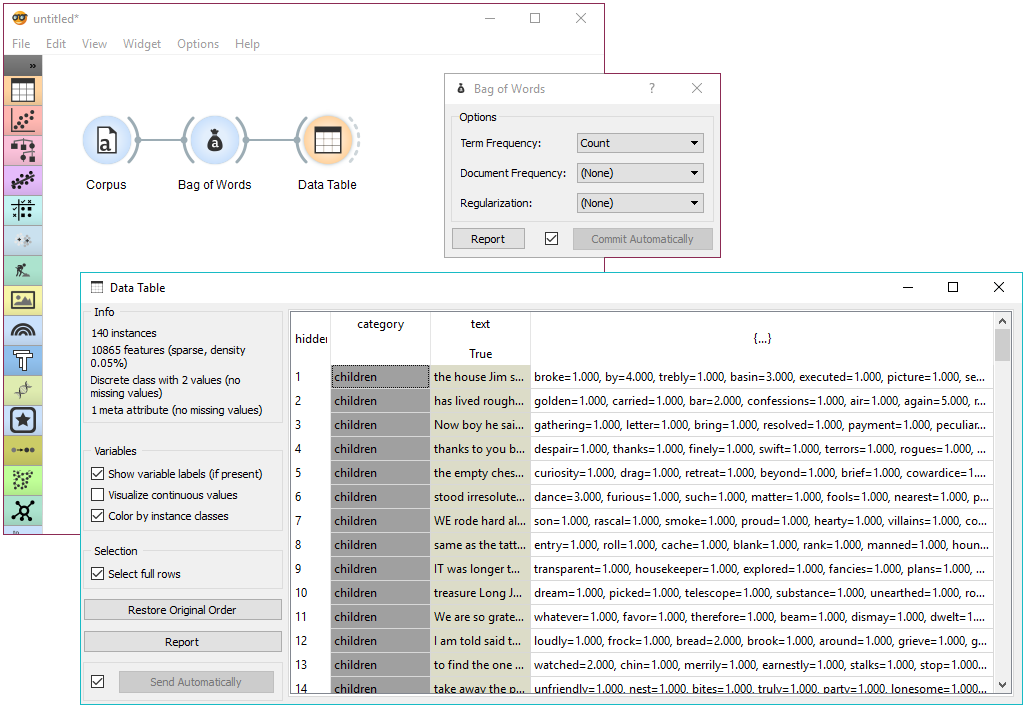 untitled*
File Edit View Widget Options Help
»
Corpus
Bag of Words
Data Table
Bag of Words ?
Options
Term Frequency: Count
Document Frequency: (None)
Regularization: (None)
Report Commit Automatically
Data Table
Info
140 instances
10865 features (sparse, density
0.05%)
Discrete class with 2 values (no
missing values)
1 meta attribute (no missing values)
Variables
Show variable labels (if present)
Visualize continuous values
Color by instance classes
Selection
Select full rows
Restore Original Order
Report
Send Automatically
hidden category text {...}
True
1 children the house Jim s... broke=1.000, by=4.000, trebly=1.000, basin=3.000, executed=1.000, picture=1.000, se...
2 children has lived rough... golden=1.000, carried=1.000, bar=2.000, confessions=1.000, air=1.000, again=5.000, r...
3 children Now boy he sai... gathering=1.000, letter=1.000, bring=1.000, resolved=1.000, payment=1.000, peculiar...
4 children thanks to you b... despair=1.000, thanks=1.000, finely=1.000, swift=1.000, terrors=1.000, rogues=1.000, ...
5 children the empty ches... curiosity=1.000, drag=1.000, retreat=1.000, beyond=1.000, brief=1.000, cowardice=1....
6 children stood irresolute... dance=3.000, furious=1.000, such=1.000, matter=1.000, fools=1.000, nearest=1.000, p...
7 children WE rode hard al... son=1.000, rascal=1.000, smoke=1.000, proud=1.000, hearty=1.000, villains=1.000, co...
8 children same as the tatt... entry=1.000, roll=1.000, cache=1.000, blank=1.000, rank=1.000, manned=1.000, houn...
9 children IT was longer t... transparent=1.000, housekeeper=1.000, explored=1.000, fancies=1.000, plans=1.000, ...
10 children treasure Long J... dream=1.000, picked=1.000, telescope=1.000, substance=1.000, unearthed=1.000, ro...
11 children We are so grate... whatever=1.000, favor=1.000, therefore=1.000, beam=1.000, dismay=1.000, dwelt=1....
12 children I am told said t... loudly=1.000, frock=1.000, bread=2.000, brook=1.000, around=1.000, grieve=1.000, g...
13 children to find the one ... watched=2.000, chin=1.000, merrily=1.000, earnestly=1.000, stalks=1.000, stop=1.000...
14 children take away the p... unfriendly=1.000, nest=1.000, bites=1.000, truly=1.000, party=1.000, lonesome=1.000...